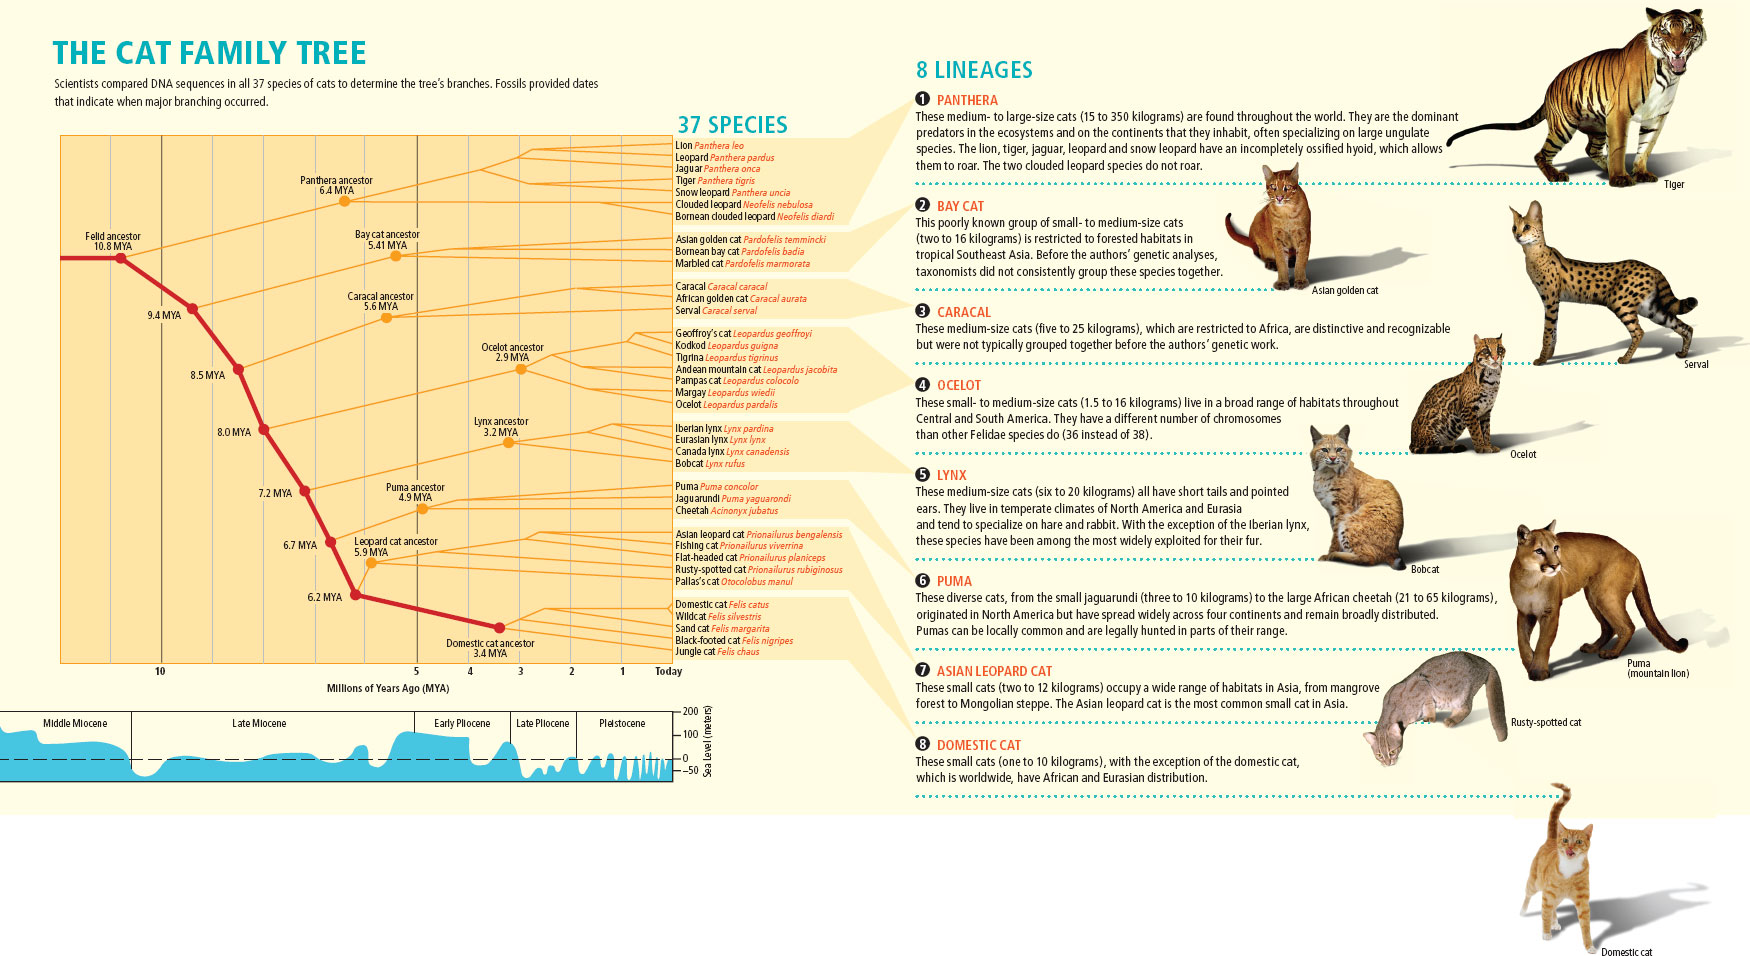 THE CAT FAMILY TREE
Scientists compared DNA sequences in all 37 species of cats to determine the tree's branches. Fossils provided dates
that indicate when major branching occurred.
37 SPECIES
Felid ancestor
10.8 MYA
9.4 MYA
8.5 MYA
8.0 MYA
7.2 MYA
6.7 MYA
6.2 MYA
Panthera ancestor
6.4 MYA
Bay cat ancestor
5.41 MYA
Caracal ancestor
5.6 MYA
Ocelot ancestor
2.9 MYA
Lynx ancestor
3.2 MYA
Puma ancestor
4.9 MYA
Leopard cat ancestor
5.9 MYA
Domestic cat ancestor
3.4 MYA
Lion Panthera leo
Leopard Panthera pardus
Jaguar Panthera onca
Tiger Panthera tigris
Snow leopard Panthera uncia
Clouded leopard Neofelis nebulosa
Bornean clouded leopard Neofelis diardi
Asian golden cat Pardofelis temmincki
Bornean bay cat Pardofelis badia
Marbled cat Pardofelis marmorata
Caracal Caracal caracal
African golden cat Caracal aurata
Serval Caracal serval
Geoffroy's cat Leopardus geoffroyi
Kodkod Leopardus guigna
Tigrina Leopardus tigrinus
Andean mountain cat Leopardus jacobita
Pampas cat Leopardus colocolo
Margay Leopardus wiedii
Ocelot Leopardus pardalis
Iberian lynx Lynx pardina
Eurasian lynx Lynx lynx
Canada lynx Lynx canadensis
Bobcat Lynx rufus
Puma Puma concolor
Jaguarundi Puma yaguarondi
Cheetah Acinonyx jubatus
Asian leopard cat Prionailurus bengalensis
Fishing cat Prionailurus viverrina
Flat-headed cat Prionailurus planiceps
Rusty-spotted cat Prionailurus rubiginosus
Pallas's cat Otocolobus manul
Domestic cat Felis catus
Wildcat Felis silvestris
Sand cat Felis margarita
Black-footed cat Felis nigripes
Jungle cat Felis chaus
10 5 4 3 2 1 Today
Millions of Years Ago (MYA)
Middle Miocene Late Miocene Early Pliocene Late Pliocene Pleistocene
200
100
0
–50
Sea Level (meters)
8 LINEAGES
1 PANTHERA
These medium- to large-size cats (15 to 350 kilograms) are found throughout the world. They are the dominant
predators in the ecosystems and on the continents that they inhabit, often specializing on large ungulate
species. The lion, tiger, jaguar, leopard and snow leopard have an incompletely ossified hyoid, which allows
them to roar. The two clouded leopard species do not roar.
Tiger
2 BAY CAT
This poorly known group of small- to medium-size cats
(two to 16 kilograms) is restricted to forested habitats in
tropical Southeast Asia. Before the authors' genetic analyses,
taxonomists did not consistently group these species together.
Asian golden cat
3 CARACAL
These medium-size cats (five to 25 kilograms), which are restricted to Africa, are distinctive and recognizable
but were not typically grouped together before the authors' genetic work.
Serval
4 OCELOT
These small- to medium-size cats (1.5 to 16 kilograms) live in a broad range of habitats throughout
Central and South America. They have a different number of chromosomes
than other Felidae species do (36 instead of 38).
Ocelot
5 LYNX
These medium-size cats (six to 20 kilograms) all have short tails and pointed
ears. They live in temperate climates of North America and Eurasia
and tend to specialize on hare and rabbit. With the exception of the Iberian lynx,
these species have been among the most widely exploited for their fur.
Bobcat
6 PUMA
These diverse cats, from the small jaguarundi (three to 10 kilograms) to the large African cheetah (21 to 65 kilograms),
originated in North America but have spread widely across four continents and remain broadly distributed.
Pumas can be locally common and are legally hunted in parts of their range.
Puma
(mountain lion)
7 ASIAN LEOPARD CAT
These small cats (two to 12 kilograms) occupy a wide range of habitats in Asia, from mangrove
forest to Mongolian steppe. The Asian leopard cat is the most common small cat in Asia.
Rusty-spotted cat
8 DOMESTIC CAT
These small cats (one to 10 kilograms), with the exception of the domestic cat,
which is worldwide, have African and Eurasian distribution.
Domestic cat